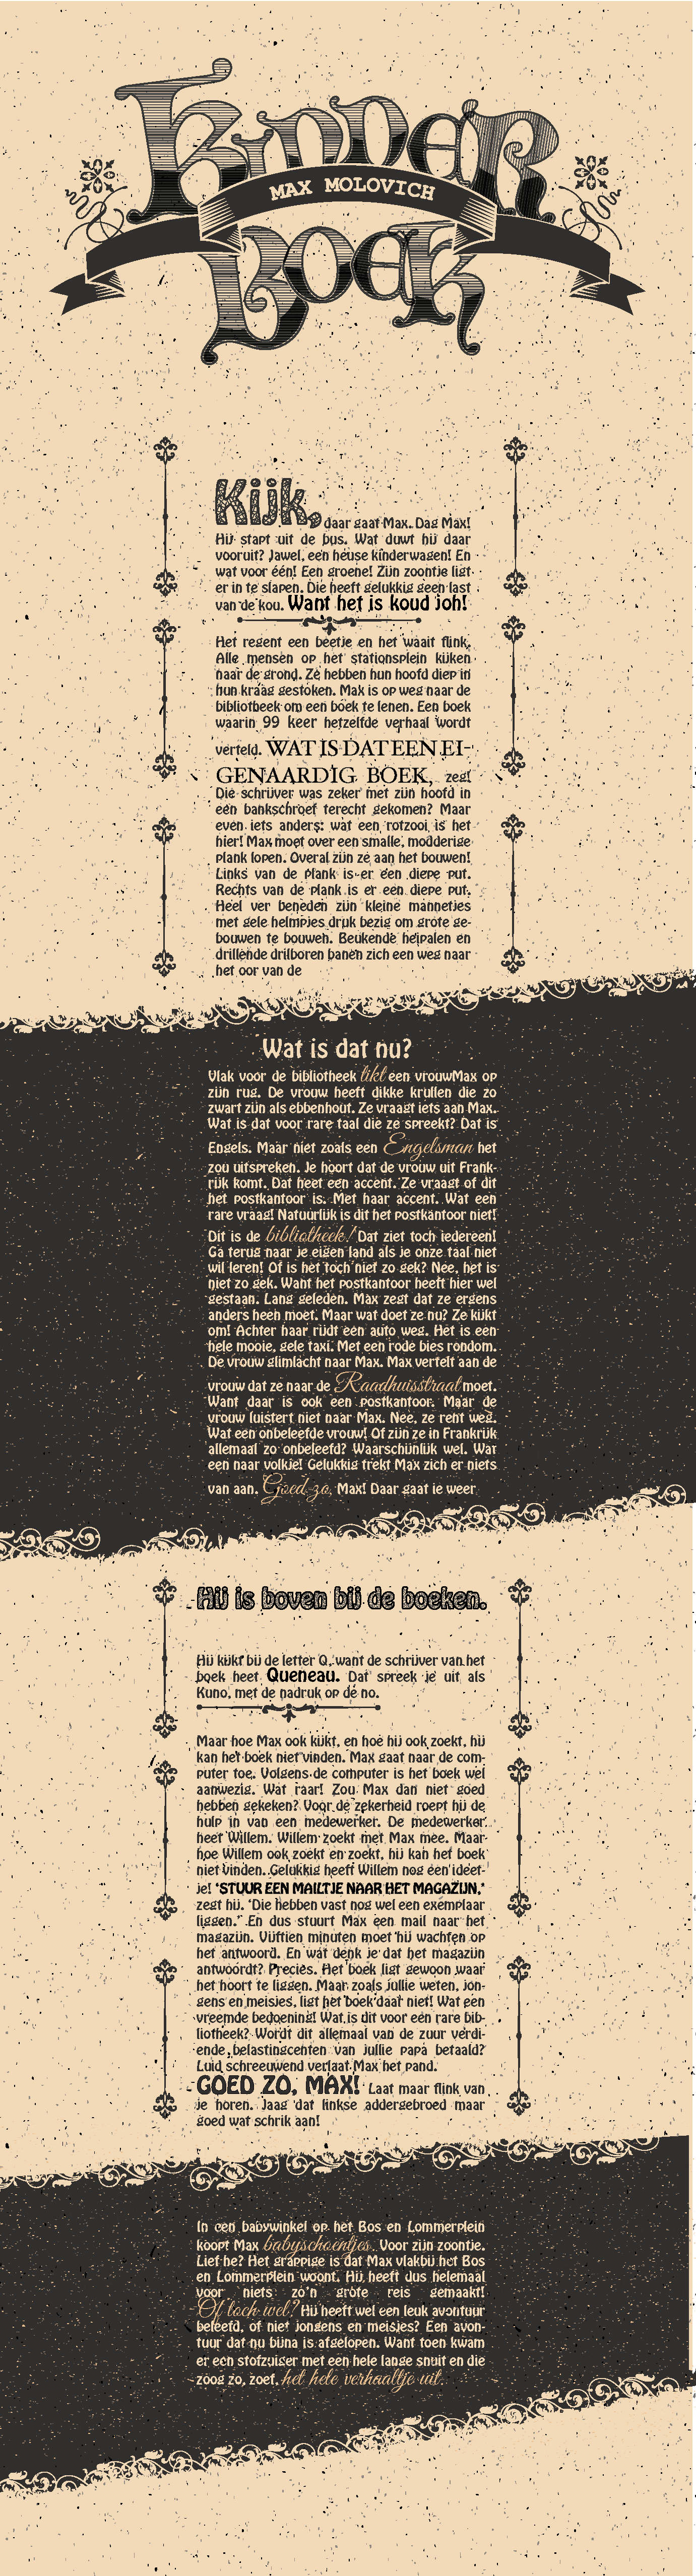 KINDER
MAX MOLOVICH
BOEK
Kijk, daar gaat Max. Dag Max!
Hij stapt uit de bus. Wat duwt hij daar
vooruit? Jawel, een heuse kinderwagen! En
wat voor één! Een groene! Zijn zoontje ligt
er in te slapen. Die heeft gelukkig geen last
van de kou. Want het is koud joh!
Het regent een beetje en het waait flink.
Alle mensen op het stationsplein kijken
naar de grond. Ze hebben hun hoofd diep in
hun kraag gestoken. Max is op weg naar de
bibliotheek om een boek te lenen. Een boek
waarin 99 keer hetzelfde verhaal wordt
verteld. WAT IS DAT EEN EI-
GENAARDIG BOEK, zeg!
Die schrijver was zeker met zijn hoofd in
een bankschroef terecht gekomen? Maar
even iets anders: wat een rotzooi is het
hier! Max moet over een smalle, modderige
plank lopen. Overal zijn ze aan het bouwen!
Links van de plank is er een diepe put.
Rechts van de plank is er een diepe put.
Heel ver beneden zijn kleine mannetjes
met gele helmpjes druk bezig om grote ge-
bouwen te bouwen. Beukende heipalen en
drillende drilboren banen zich een weg naar
het oor van de
Wat is dat nu?
Vlak voor de bibliotheek tikt een vrouwMax op
zijn rug. De vrouw heeft dikke krullen die zo
zwart zijn als ebbenhout. Ze vraagt iets aan Max.
Wat is dat voor rare taal die ze spreekt? Dat is
Engels. Maar niet zoals een Engelsman het
zou uitspreken. Je hoort dat de vrouw uit Frank-
rijk komt. Dat heet een accent. Ze vraagt of dit
het postkantoor is. Met haar accent. Wat een
rare vraag! Natuurlijk is dit het postkantoor niet!
Dit is de bibliotheek! Dat ziet toch iedereen!
Ga terug naar je eigen land als je onze taal niet
wil leren! Of is het toch niet zo gek? Nee, het is
niet zo gek. Want het postkantoor heeft hier wel
gestaan. Lang geleden. Max zegt dat ze ergens
anders heen moet. Maar wat doet ze nu? Ze kijkt
om! Achter haar rijdt een auto weg. Het is een
hele mooie, gele taxi. Met een rode bies rondom.
De vrouw glimlacht naar Max. Max vertelt aan de
vrouw dat ze naar de Raadhuisstraat moet.
Want daar is ook een postkantoor. Maar de
vrouw luistert niet naar Max. Nee, ze rent weg.
Wat een onbeleefde vrouw! Of zijn ze in Frankrijk
allemaal zo onbeleefd? Waarschijnlijk wel. Wat
een naar volkje! Gelukkig trekt Max zich er niets
van aan. Goed zo, Max! Daar gaat ie weer
Hij is boven bij de boeken.
Hij kijkt bij de letter Q, want de schrijver van het
boek heet Queneau. Dat spreek je uit als
Kuno, met de nadruk op de no.
Maar hoe Max ook kijkt, en hoe hij ook zoekt, hij
kan het boek niet vinden. Max gaat naar de com-
puter toe. Volgens de computer is het boek wel
aanwezig. Wat raar! Zou Max dan niet goed
hebben gekeken? Voor de zekerheid roept hij de
hulp in van een medewerker. De medewerker
heet Willem. Willem zoekt met Max mee. Maar
hoe Willem ook zoekt en zoekt, hij kan het boek
niet vinden. Gelukkig heeft Willem nog een ideet-
je! 'STUUR EEN MAILTJE NAAR HET MAGAZIJN,'
zegt hij. 'Die hebben vast nog wel een exemplaar
liggen.' En dus stuurt Max een mail naar het
magazijn. Vijftien minuten moet hij wachten op
het antwoord. En wat denk je dat het magazijn
antwoordt? Precies. Het boek ligt gewoon waar
het hoort te liggen. Maar zoals jullie weten, jon-
gens en meisjes, ligt het boek daar niet! Wat een
vreemde bedoening! Wat is dit voor een rare bib-
liotheek? Wordt dit allemaal van de zuur verdi-
ende belastingcenten van jullie papa betaald?
Luid schreeuwend verlaat Max het pand.
GOED ZO, MAX! Laat maar flink van
je horen. Jaag dat linkse addergebroed maar
goed wat schrik aan!
In een babywinkel op het Bos en Lommerplein
koopt Max babyschoentjes. Voor zijn zoontje.
Lief he? Het grappige is dat Max vlakbij het Bos
en Lommerplein woont. Hij heeft dus helemaal
voor niets zo'n grote reis gemaakt!
Of toch wel? Hij heeft wel een leuk avontuur
beleefd, of niet jongens en meisjes? Een avon-
tuur dat nu bijna is afgelopen. Want toen kwam
er een stofzuiger met een hele lange snuit en die
zoog zo, zoef, het hele verhaaltje uit.